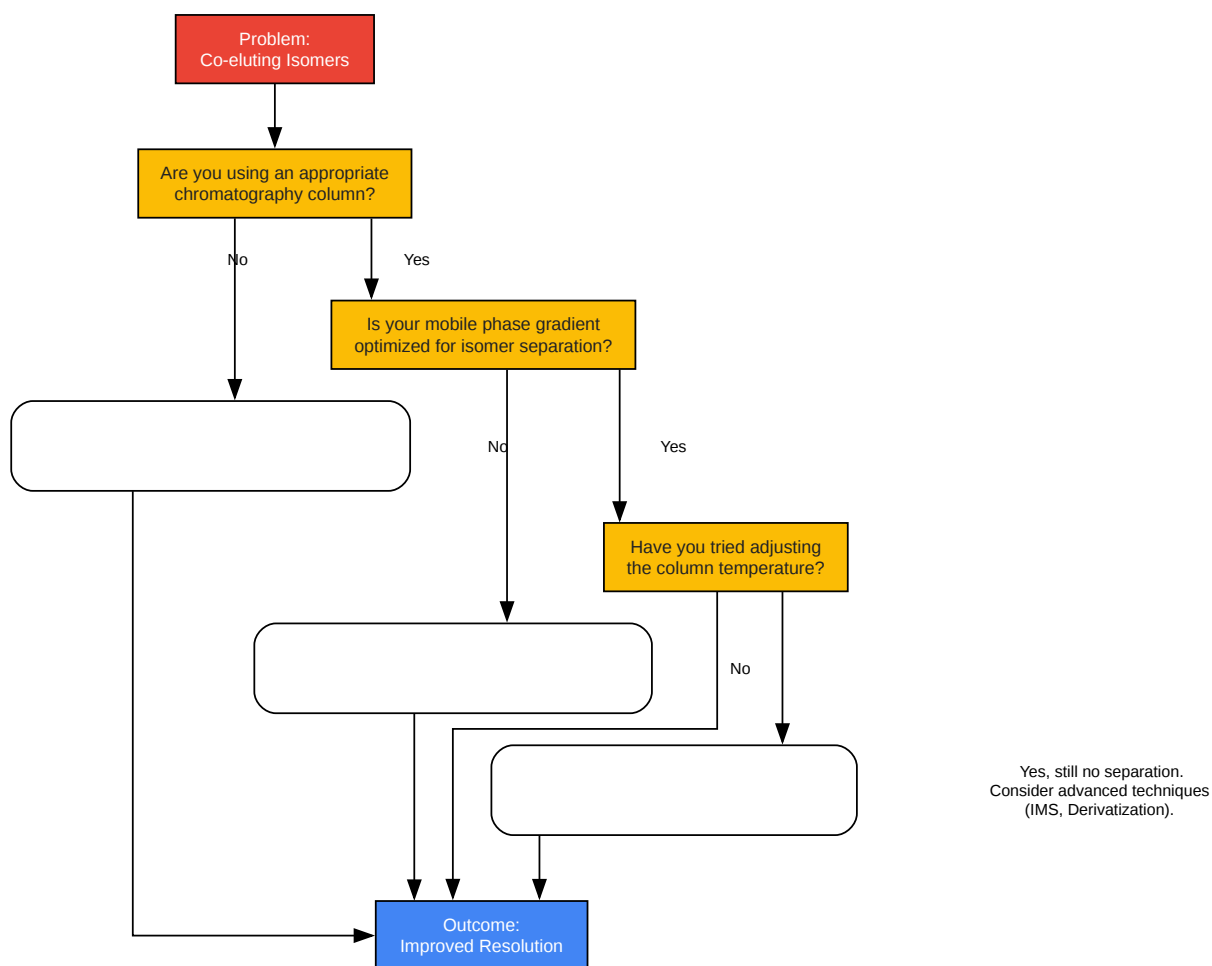 Problem:
Co-eluting Isomers
Are you using an appropriate
chromatography column?
No
Yes
Is your mobile phase gradient
optimized for isomer separation?
No
Yes
Have you tried adjusting
the column temperature?
No
Yes, still no separation.
Consider advanced techniques
(IMS, Derivatization).
Outcome:
Improved Resolution